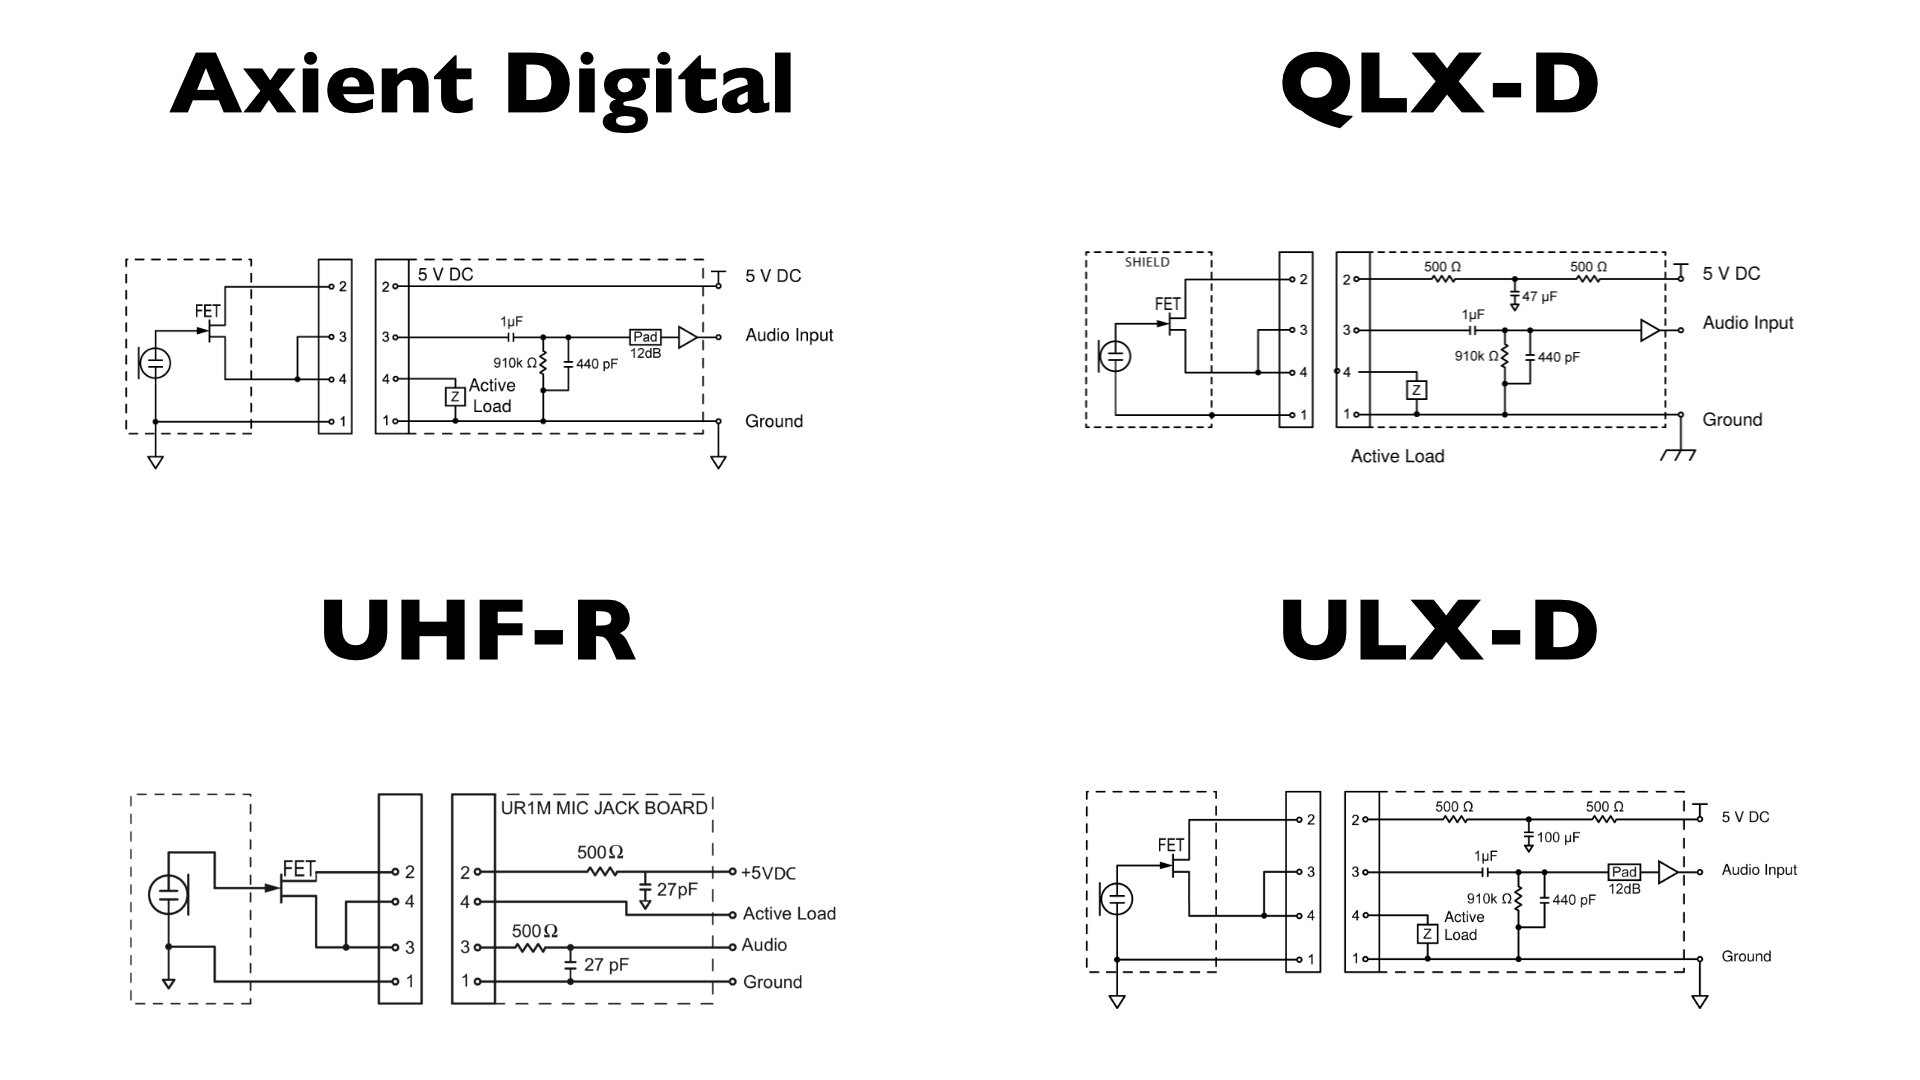 Axient Digital
FET
2
3
4
1
2
3
4
1
5 V DC
1µF
910k Ω
440 pF
Pad
12dB
Z
Active
Load
5 V DC
Audio Input
Ground
QLX-D
SHIELD
FET
2
3
4
1
2
3
4
1
500 Ω
500 Ω
47 µF
1µF
910k Ω
440 pF
Z
Active Load
5 V DC
Audio Input
Ground
UHF-R
FET
2
4
3
1
2
4
3
1
UR1M MIC JACK BOARD
500Ω
27pF
500Ω
27 pF
+5VDC
Active Load
Audio
Ground
ULX-D
FET
2
3
4
1
2
3
4
1
500 Ω
500 Ω
100 µF
1µF
910k Ω
440 pF
Pad
12dB
Z
Active
Load
5 V DC
Audio Input
Ground